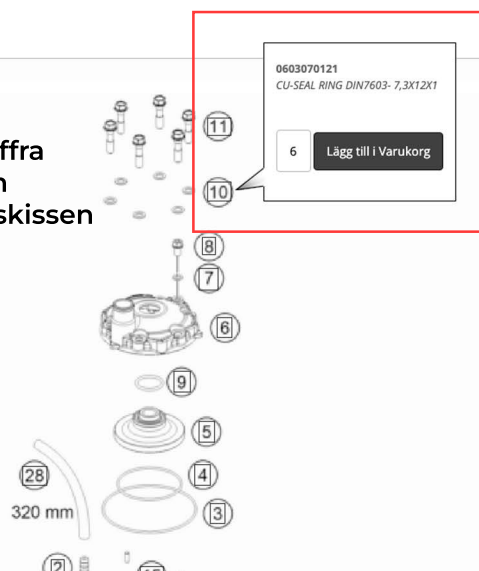 0603070121
CU-SEAL RING DIN7603- 7,3X12X1
6 Lägg till i Varukorg
11
ffra
10
skissen
8
7
6
9
5
28
4
320 mm
3
2